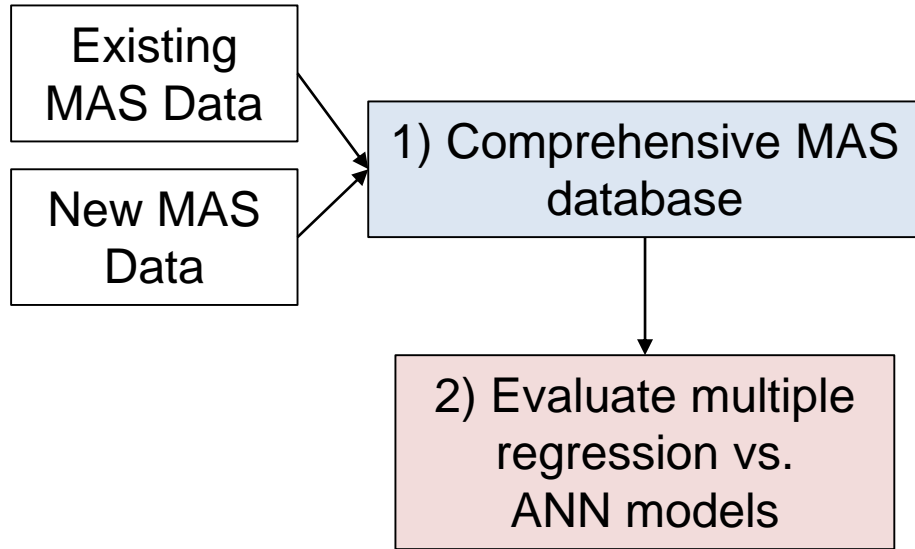 Existing
MAS Data
New MAS
Data
1) Comprehensive MAS
database
2) Evaluate multiple
regression vs.
ANN models